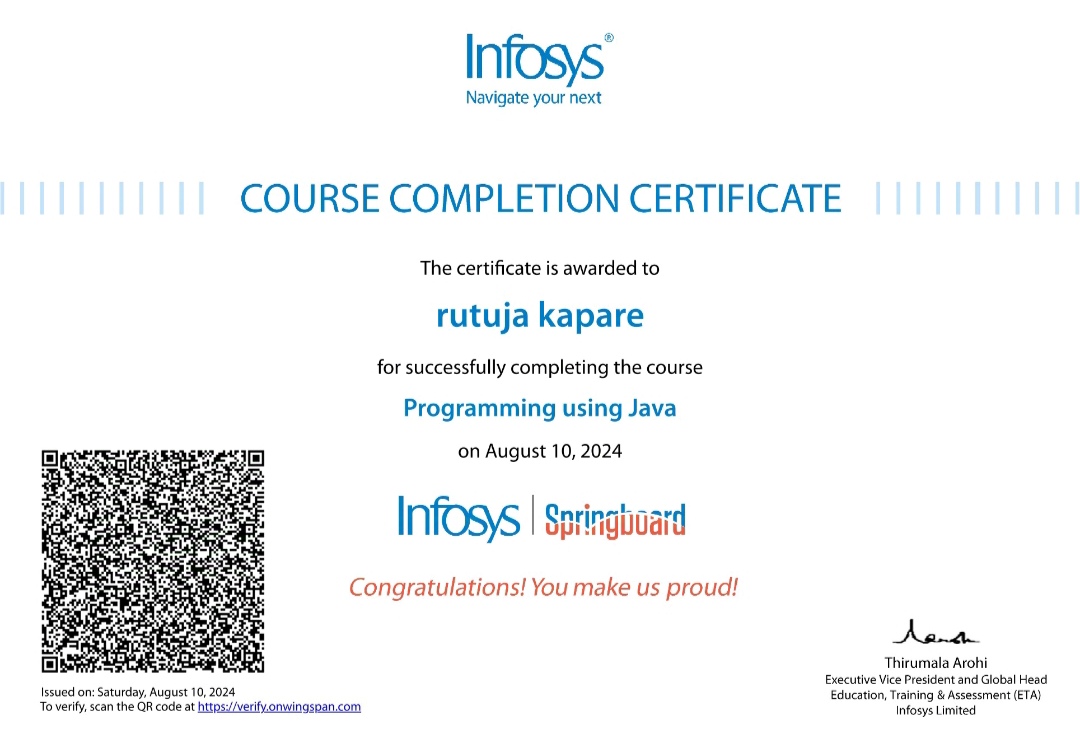 Infosys®
Navigate your next
COURSE COMPLETION CERTIFICATE
The certificate is awarded to
rutuja kapare
for successfully completing the course
Programming using Java
on August 10, 2024
Infosys | Springboard
Congratulations! You make us proud!
Issued on: Saturday, August 10, 2024
To verify, scan the QR code at https://verify.onwingspan.com
Thirumala Arohi
Executive Vice President and Global Head
Education, Training & Assessment (ETA)
Infosys Limited